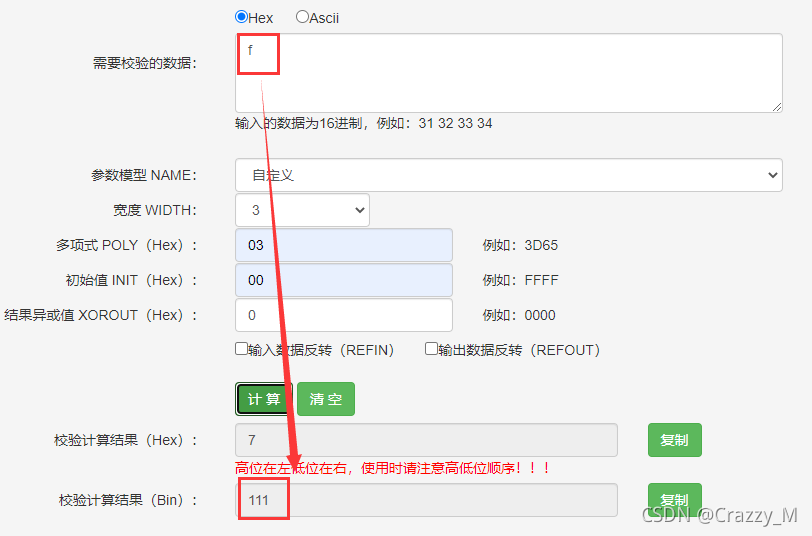 Hex Ascii
需要校验的数据： f
输入的数据为16进制，例如：31 32 33 34
参数模型 NAME： 自定义
宽度 WIDTH： 3
多项式 POLY（Hex）： 03 例如：3D65
初始值 INIT（Hex）： 00 例如：FFFF
结果异或值 XOROUT（Hex）： 0 例如：0000
输入数据反转（REFIN） 输出数据反转（REFOUT）
计 算 清 空
校验计算结果（Hex）： 7 复制
高位在左低位在右，使用时请注意高低位顺序！！！
校验计算结果（Bin）： 111 复制
CSDN @Crazzy_M